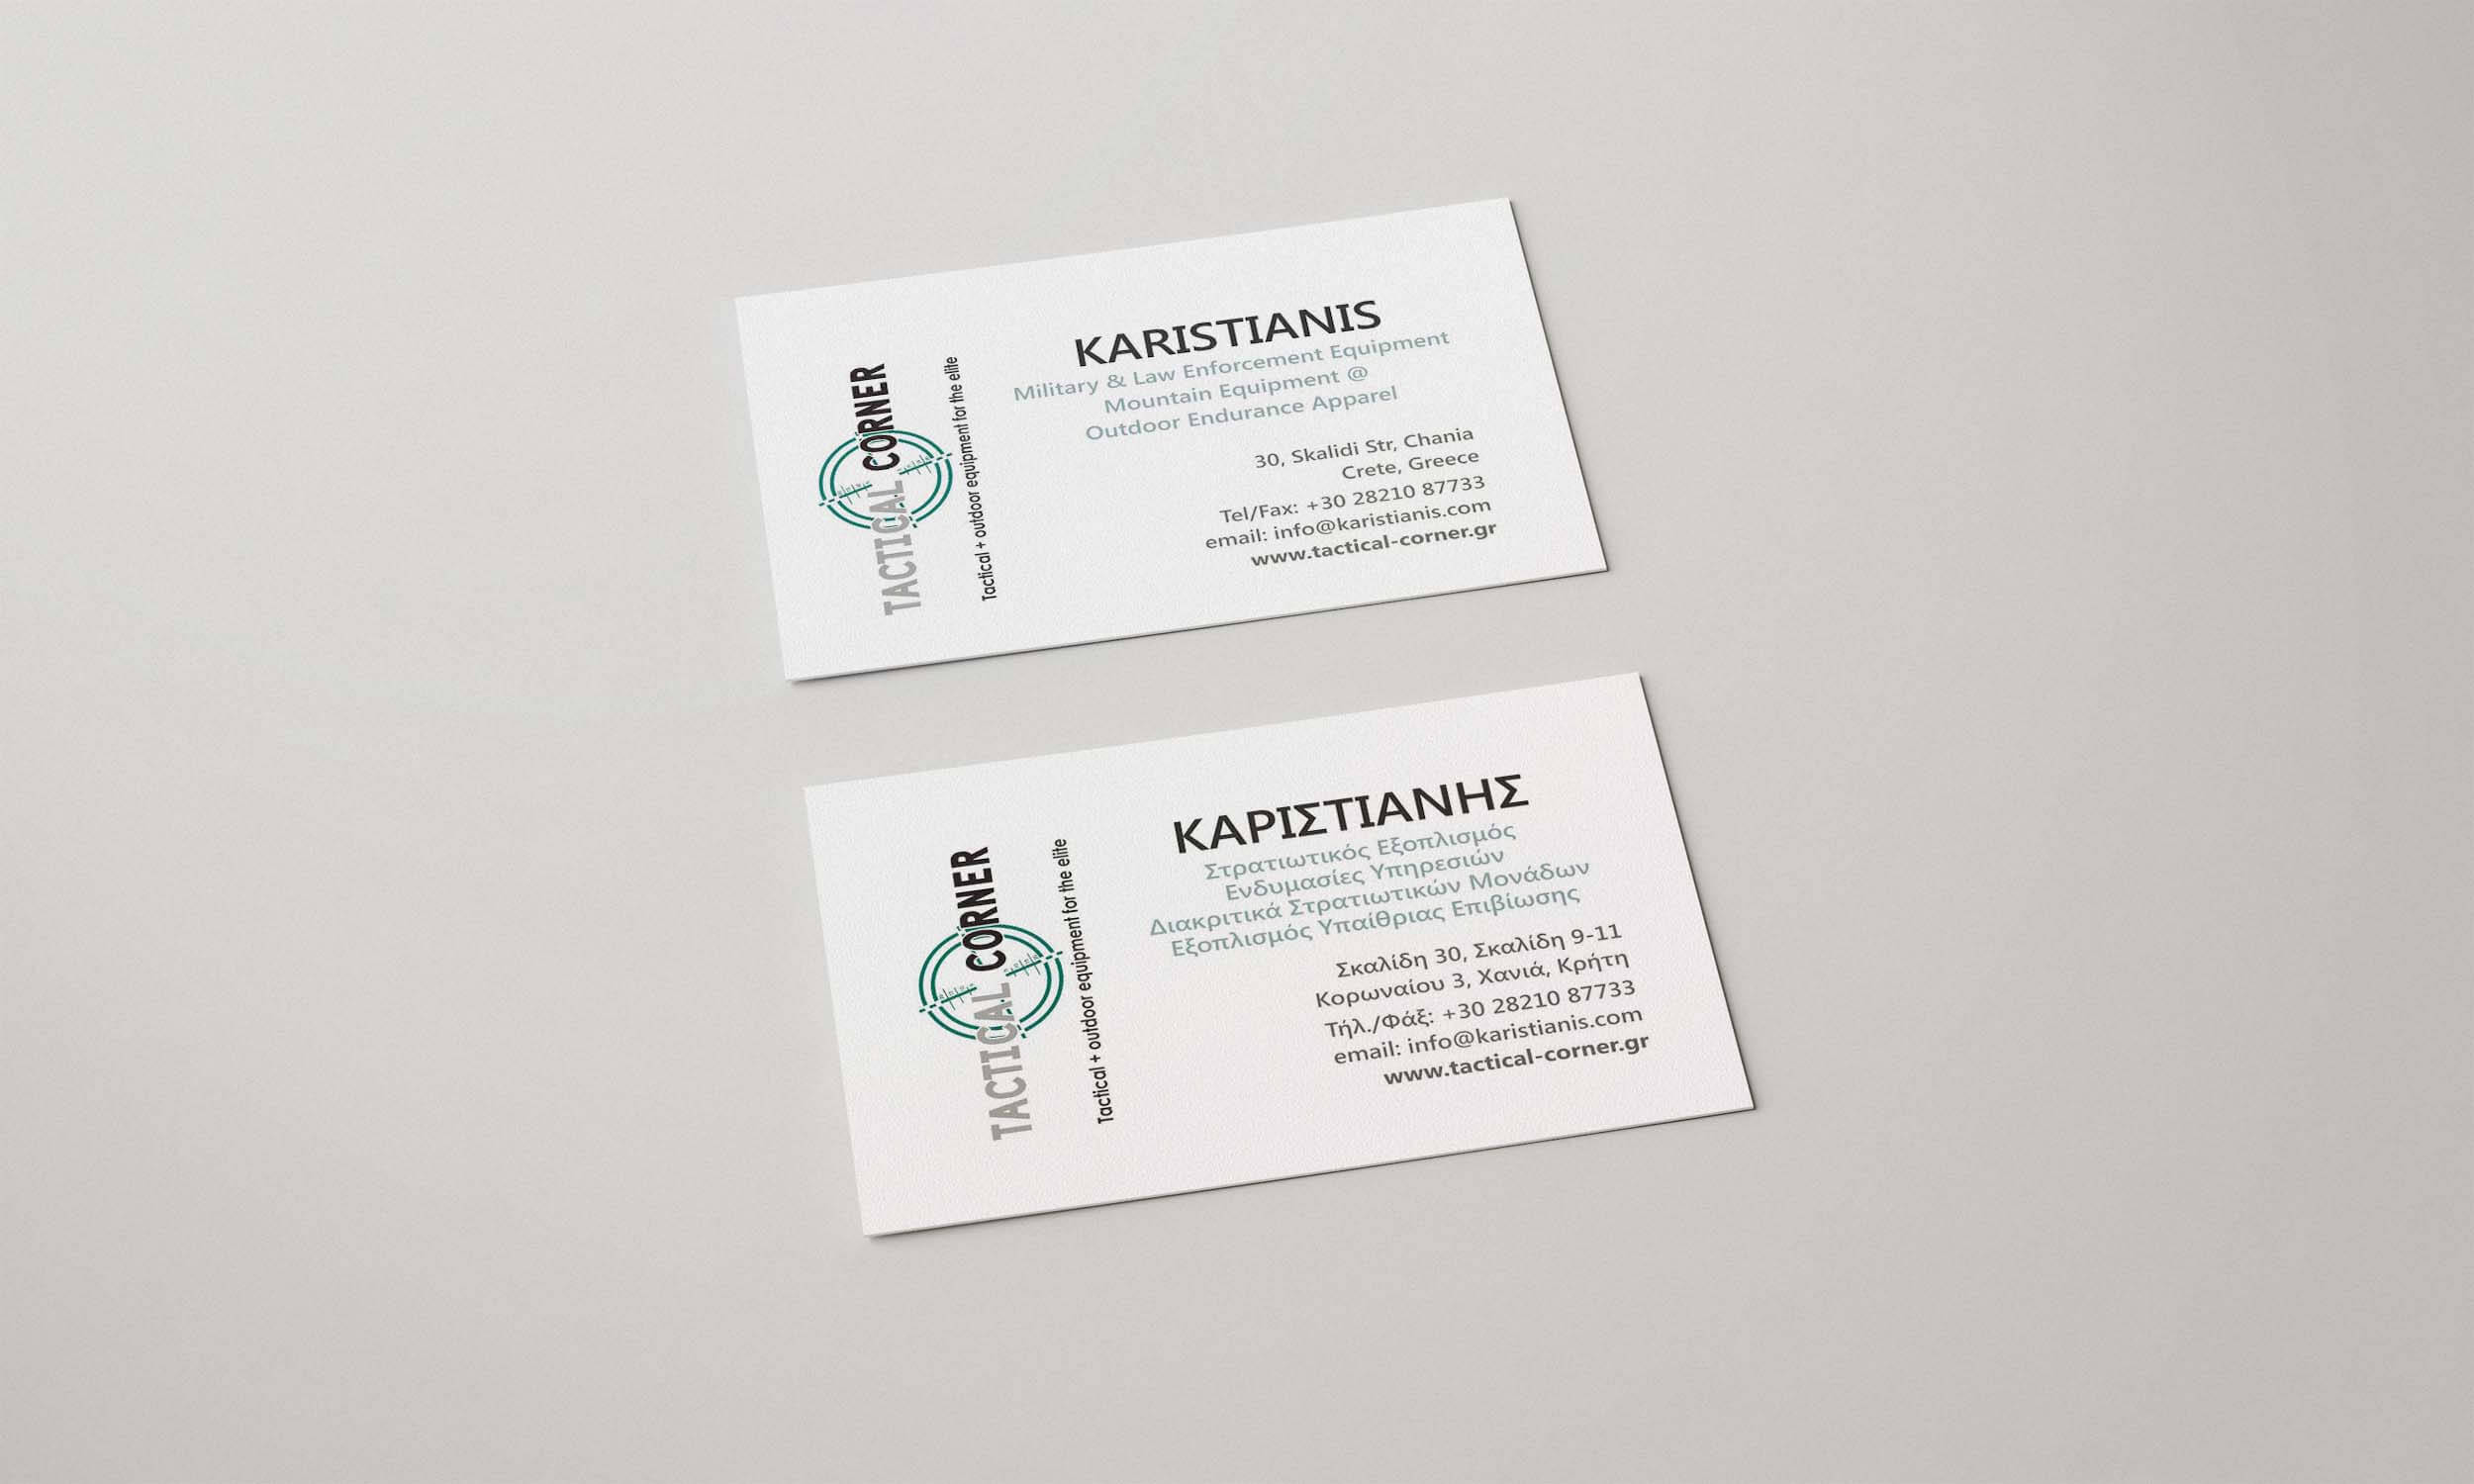 TACTICAL CORNER
Tactical + outdoor equipment for the elite
KARISTIANIS
Military & Law Enforcement Equipment
Mountain Equipment @
Outdoor Endurance Apparel
30, Skalidi Str, Chania
Crete, Greece
Tel/Fax: +30 28210 87733
email: info@karistianis.com
www.tactical-corner.gr
TACTICAL CORNER
Tactical + outdoor equipment for the elite
ΚΑΡΙΣΤΙΑΝΗΣ
Στρατιωτικός Εξοπλισμός
Ενδυμασίες Υπηρεσιών
Διακριτικά Στρατιωτικών Μονάδων
Εξοπλισμός Υπαίθριας Επιβίωσης
Σκαλίδη 30, Σκαλίδη 9-11
Κορωναίου 3, Χανιά, Κρήτη
Τήλ./Φάξ: +30 28210 87733
email: info@karistianis.com
www.tactical-corner.gr